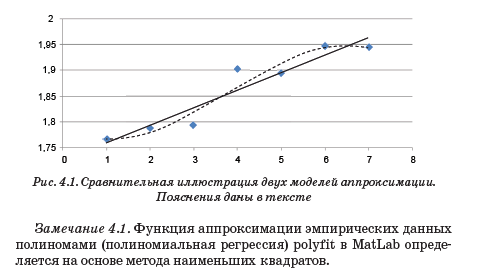 2
1,95
1,9
1,85
1,8
1,75
0 1 2 3 4 5 6 7 8
Рис. 4.1. Сравнительная иллюстрация двух моделей аппроксимации.
Пояснения даны в тексте
Замечание 4.1. Функция аппроксимации эмпирических данных
полиномами (полиномиальная регрессия) polyfit в MatLab опреде-
ляется на основе метода наименьших квадратов.